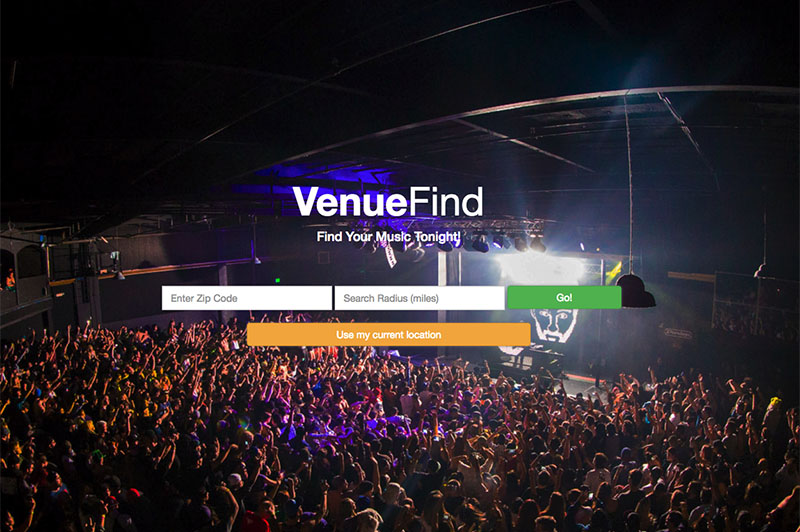 VenueFind
Find Your Music Tonight!
Enter Zip Code
Search Radius (miles)
Go!
Use my current location